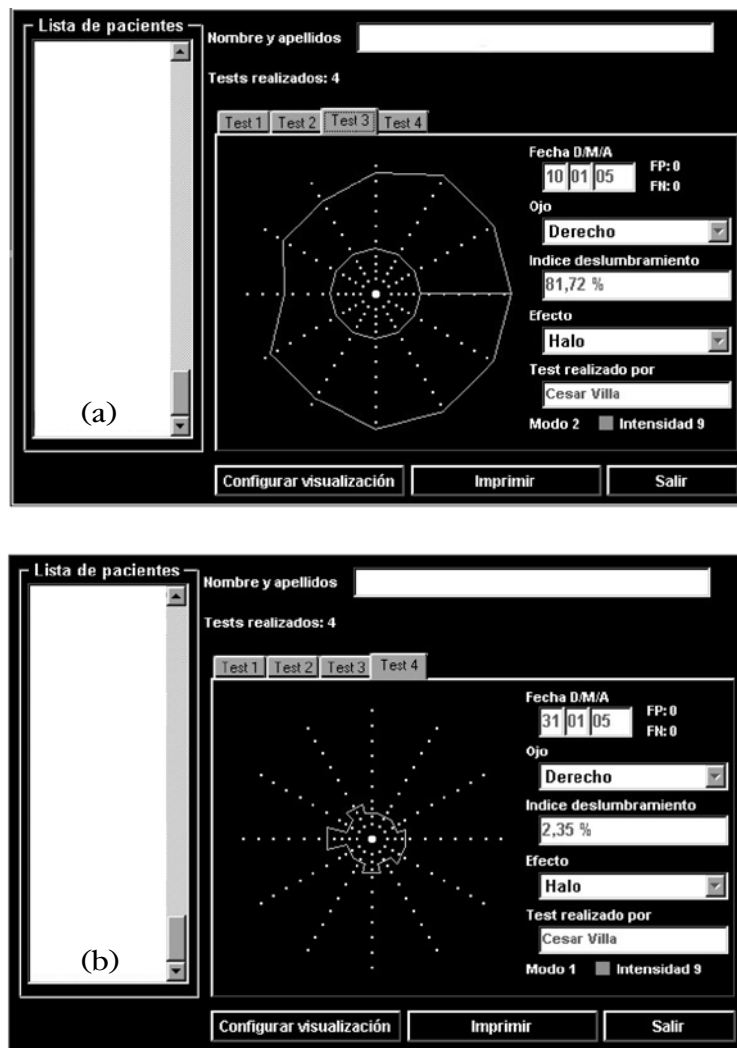 Lista de pacientes
Nombre y apellidos
Tests realizados: 4
Test 1 Test 2 Test 3 Test 4
Fecha D/M/A
10 01 05 FP: 0
FN: 0
Ojo
Derecho
Indice deslumbramiento
81,72 %
Efecto
Halo
Test realizado por
Cesar Villa
Modo 2 Intensidad 9
(a)
Configurar visualización Imprimir Salir
Lista de pacientes
Nombre y apellidos
Tests realizados: 4
Test 1 Test 2 Test 3 Test 4
Fecha D/M/A
31 01 05 FP: 0
FN: 0
Ojo
Derecho
Indice deslumbramiento
2,35 %
Efecto
Halo
Test realizado por
Cesar Villa
Modo 1 Intensidad 9
(b)
Configurar visualización Imprimir Salir